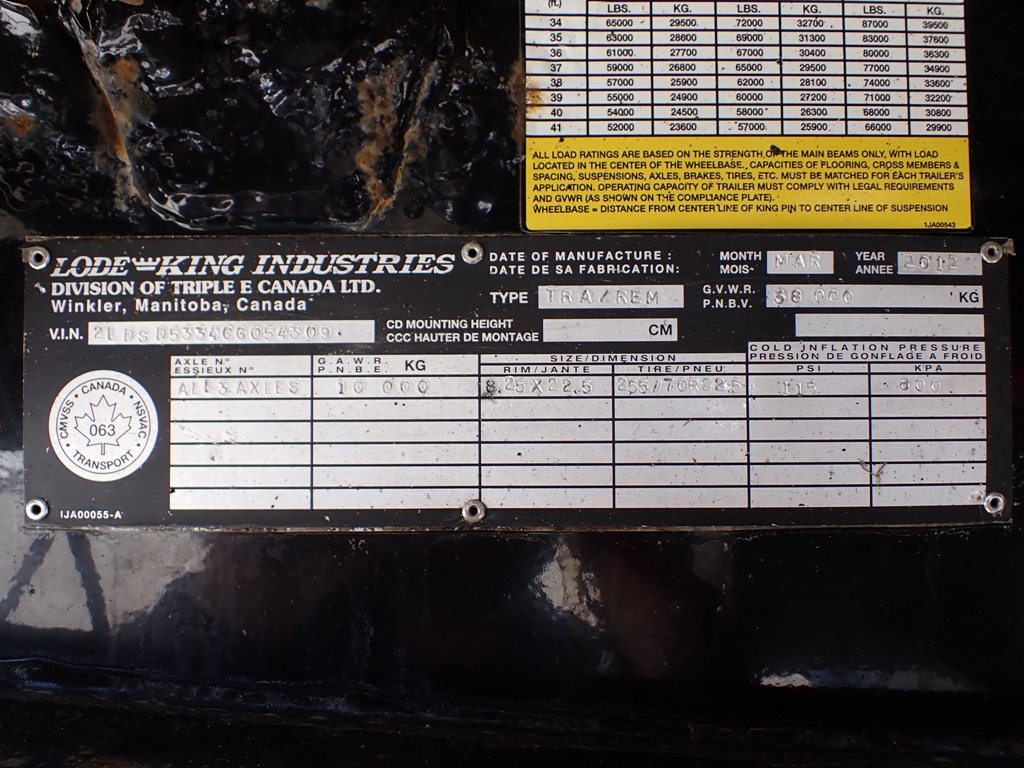 (ft.) LBS. KG. LBS. KG. LBS. KG.
34 65000 29500 72000 32700 87000 39500
35 63000 28600 69000 31300 83000 37600
36 61000 27700 67000 30400 80000 36300
37 59000 26800 65000 29500 77000 34900
38 57000 25900 62000 28100 74000 33600
39 55000 24900 60000 27200 71000 32200
40 54000 24500 58000 26300 68000 30800
41 52000 23600 57000 25900 66000 29900
ALL LOAD RATINGS ARE BASED ON THE STRENGTH OF THE MAIN BEAMS ONLY, WITH LOAD
LOCATED IN THE CENTER OF THE WHEELBASE, CAPACITIES OF FLOORING, CROSS MEMBERS &
SPACING, SUSPENSIONS, AXLES, BRAKES, TIRES, ETC. MUST BE MATCHED FOR EACH TRAILER'S
APPLICATION. OPERATING CAPACITY OF TRAILER MUST COMPLY WITH LEGAL REQUIREMENTS
AND GVWR (AS SHOWN ON THE COMPLIANCE PLATE).
WHEELBASE = DISTANCE FROM CENTER LINE OF KING PIN TO CENTER LINE OF SUSPENSION
1JA00543
LODE KING INDUSTRIES
DIVISION OF TRIPLE E CANADA LTD.
Winkler, Manitoba, Canada
DATE OF MANUFACTURE :
DATE DE SA FABRICATION:
MONTH
MOIS
MAR
YEAR
ANNEE
2012
TYPE TRA/REM
G.V.W.R.
P.N.B.V.
38 000 KG
V.I.N.
CD MOUNTING HEIGHT
CCC HAUTER DE MONTAGE
CM
AXLE Nº
ESSIEUX Nº
G.A.W.R.
P.N.B.E. KG
SIZE/DIMENSION
RIM/JANTE TIRE/PNEU
COLD INFLATION PRESSURE
PRESSION DE GONFLAGE A FROID
PSI KPA
ALL 3 AXLES 10 000 8.25X22.5 255/70R22.5 115 800
CANADA
CMVSS • NSVAC
063
TRANSPORT
IJA00055-A